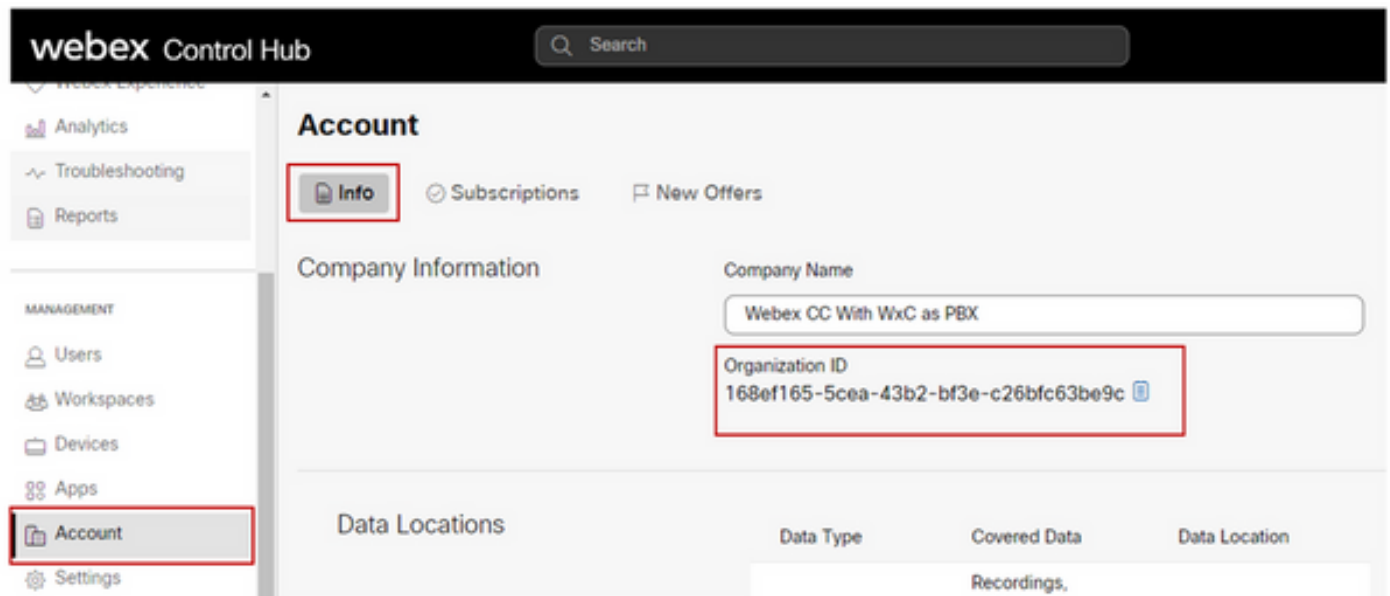 webex Control Hub
Search
Webex Experience
Analytics
Troubleshooting
Reports
MANAGEMENT
Users
Workspaces
Devices
Apps
Account
Settings
Account
Info
Subscriptions
New Offers
Company Information
Company Name
Webex CC With WxC as PBX
Organization ID
168ef165-5cea-43b2-bf3e-c26bfc63be9c
Data Locations
Data Type
Covered Data
Data Location
Recordings,